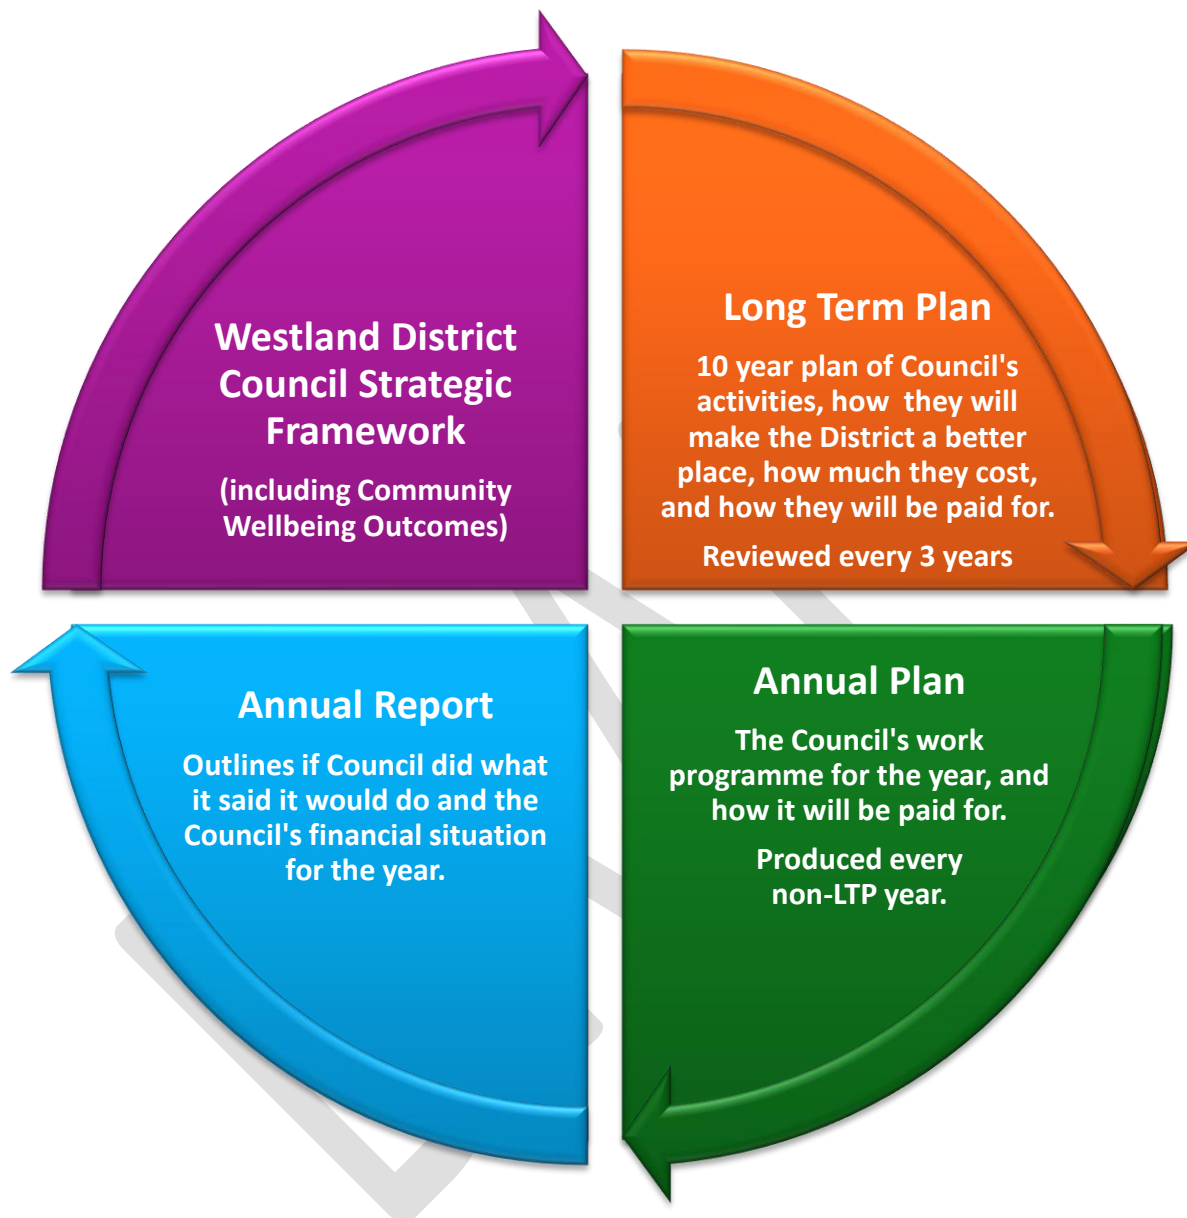 Westland District
Council Strategic
Framework
(including Community
Wellbeing Outcomes)
Long Term Plan
10 year plan of Council's
activities, how they will
make the District a better
place, how much they cost,
and how they will be paid for.
Reviewed every 3 years
Annual Report
Outlines if Council did what
it said it would do and the
Council's financial situation
for the year.
Annual Plan
The Council's work
programme for the year, and
how it will be paid for.
Produced every
non-LTP year.